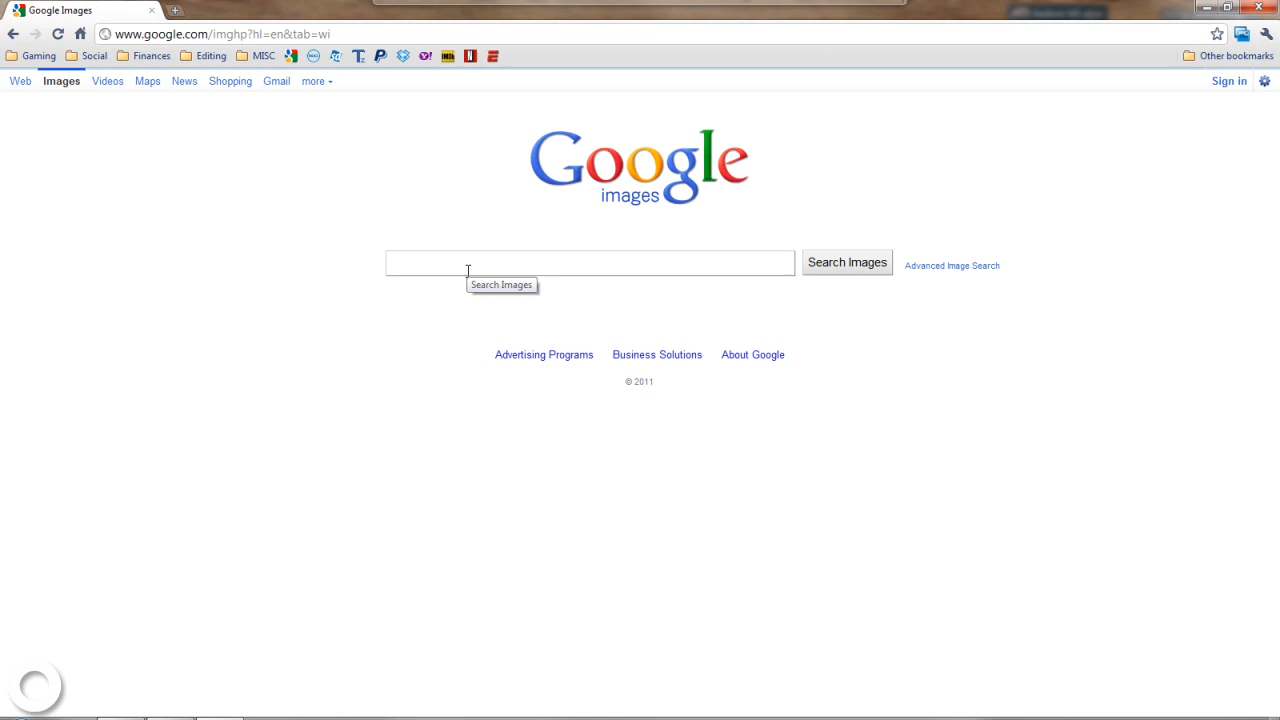 Google Images
www.google.com/imghp?hl=en&tab=wi
Gaming Social Finances Editing MISC Other bookmarks
Web Images Videos Maps News Shopping Gmail more Sign in
Google
images
Search Images Advanced Image Search
Search Images
Advertising Programs Business Solutions About Google
© 2011